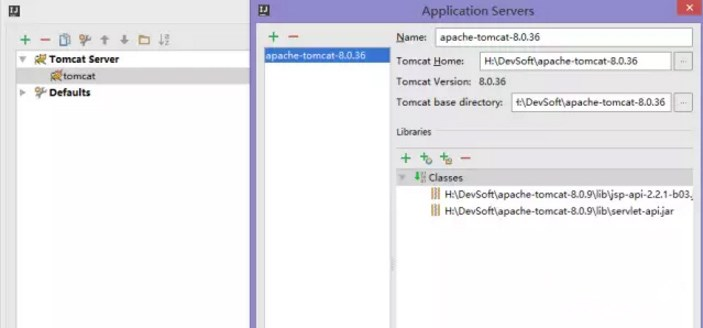 Application Servers
Tomcat Server
tomcat
Defaults
apache-tomcat-8.0.36
Name: apache-tomcat-8.0.36
Tomcat Home: H:\DevSoft\apache-tomcat-8.0.36
Tomcat Version: 8.0.36
Tomcat base directory: \DevSoft\apache-tomcat-8.0.36
Libraries
Classes
H:\DevSoft\apache-tomcat-8.0.9\lib\jsp-api-2.2.1-b03.
H:\DevSoft\apache-tomcat-8.0.9\lib\servlet-api.jar